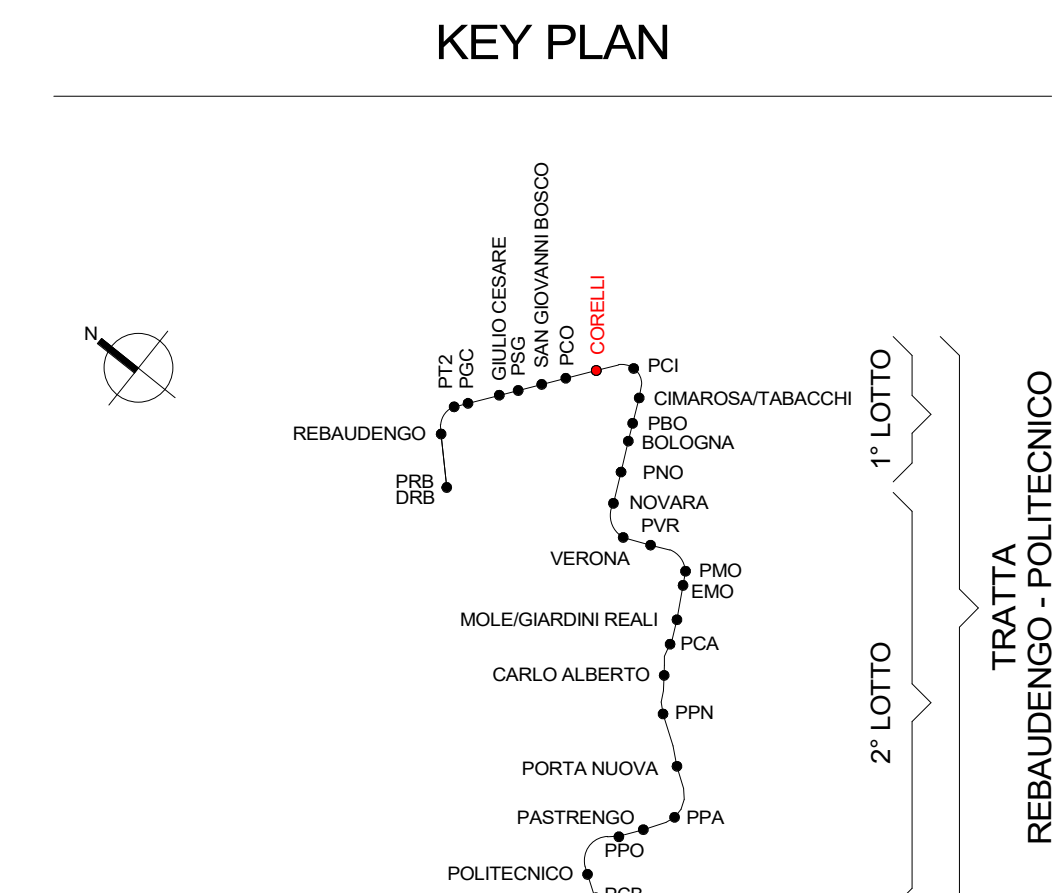 KEY PLAN
N
PT2
PGC
GIULIO CESARE
PSG
SAN GIOVANNI BOSCO
PCO
CORELLI
PCI
CIMAROSA/TABACCHI
REBAUDENGO
PBO
BOLOGNA
PRB
DRB
PNO
NOVARA
PVR
VERONA
PMO
EMO
MOLE/GIARDINI REALI
PCA
CARLO ALBERTO
PPN
PORTA NUOVA
PASTRENGO
PPA
PPO
POLITECNICO
1° LOTTO
2° LOTTO
TRATTA
REBAUDENGO - POLITECNICO